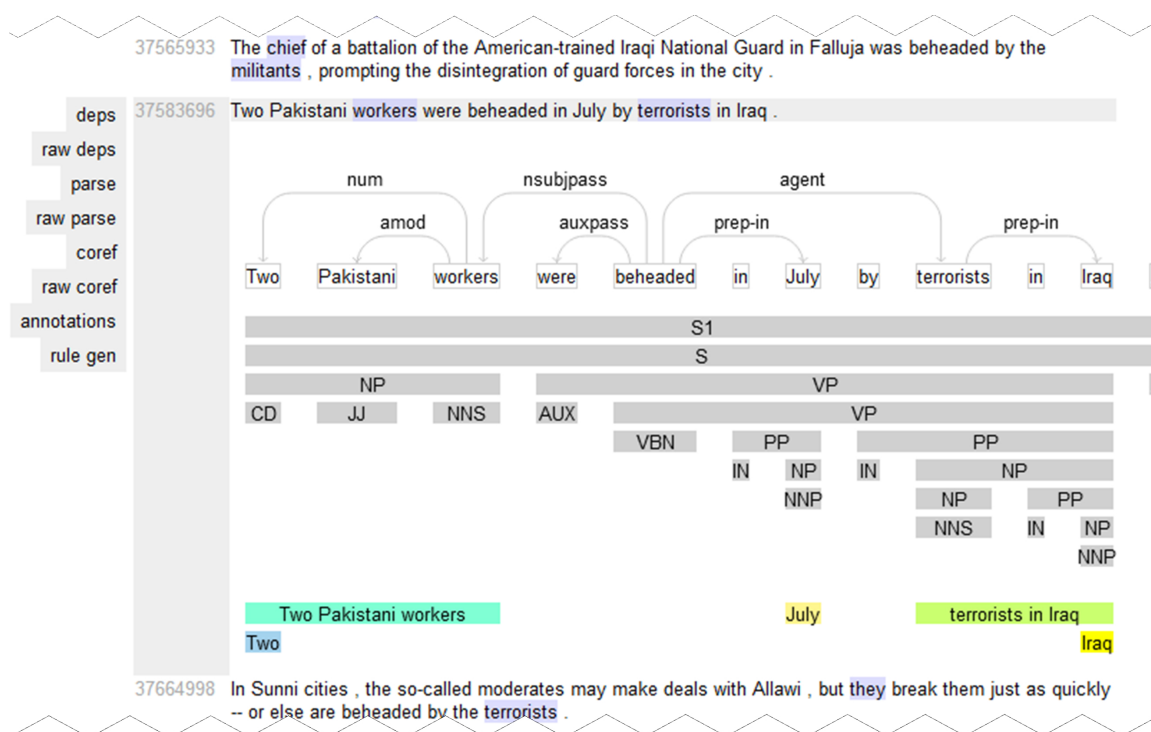 37565933 The chief of a battalion of the American-trained Iraqi National Guard in Falluja was beheaded by the
militants , prompting the disintegration of guard forces in the city .
deps
37583696 Two Pakistani workers were beheaded in July by terrorists in Iraq .
raw deps
parse
raw parse
coref
raw coref
annotations
rule gen
num nsubjpass agent
amod auxpass prep-in prep-in
Two Pakistani workers were beheaded in July by terrorists in Iraq
S1
S
NP VP
CD JJ NNS AUX VP
VBN PP PP
IN NP IN NP
NNP NP PP
NNS IN NP
NNP
Two Pakistani workers July terrorists in Iraq
Two Iraq
37664998 In Sunni cities , the so-called moderates may make deals with Allawi , but they break them just as quickly
-- or else are beheaded by the terrorists .